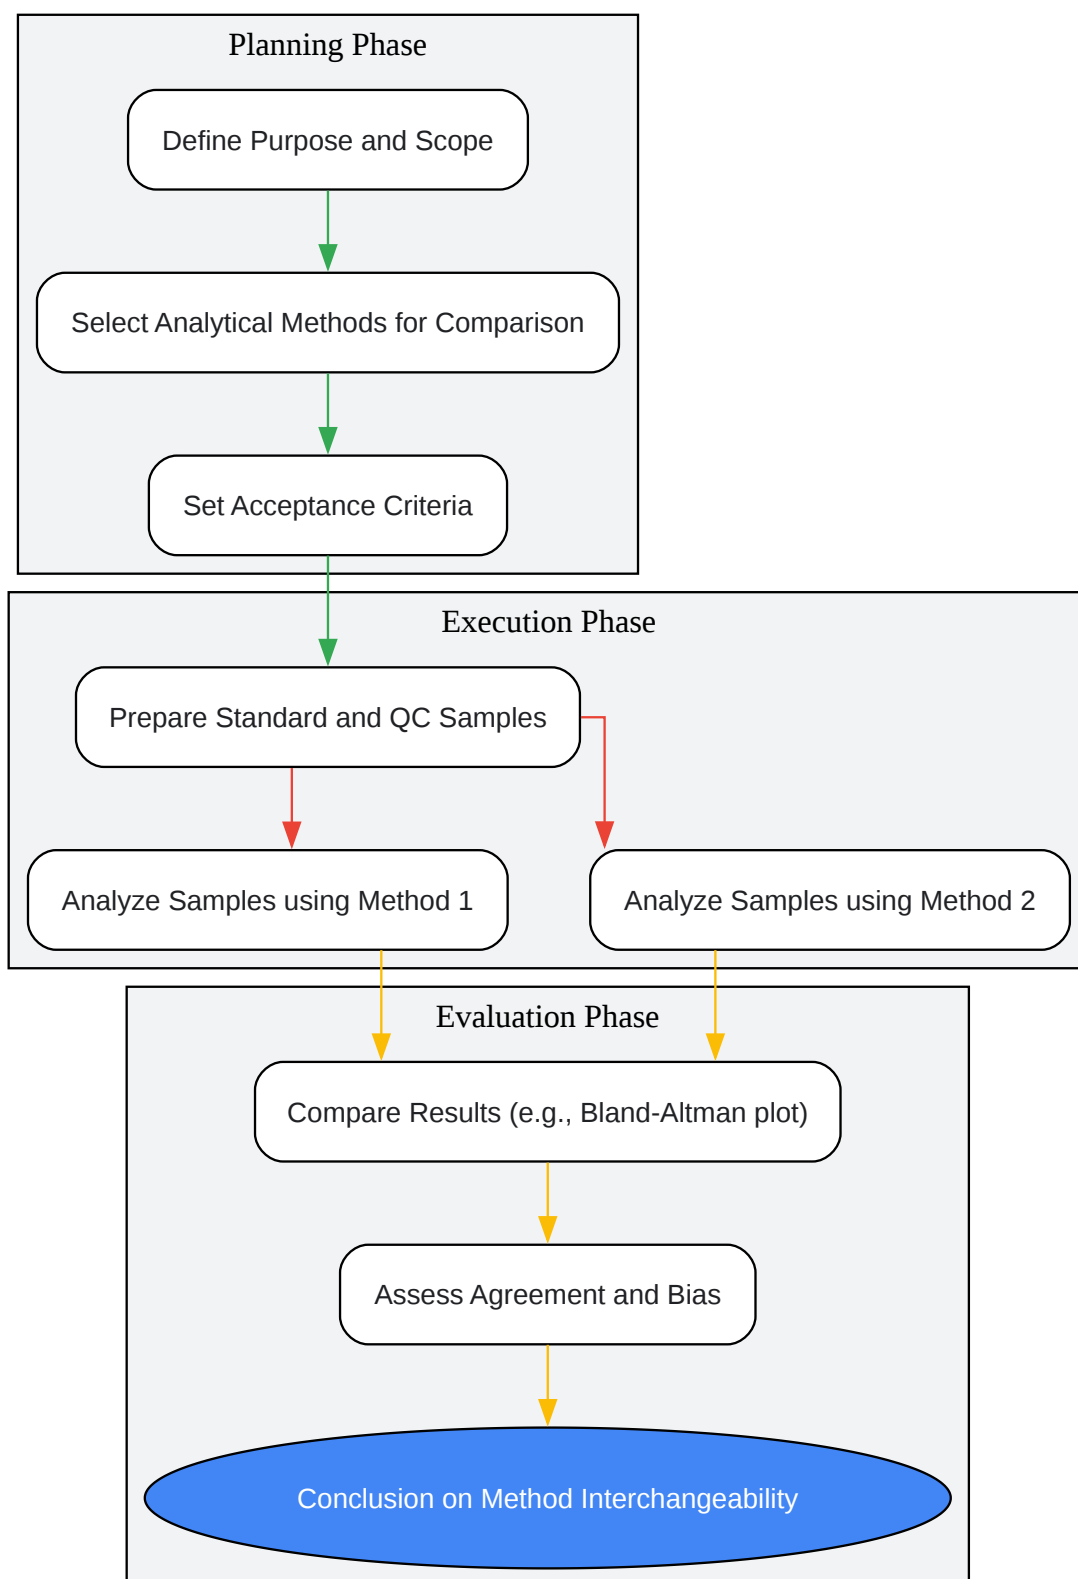 Planning Phase
Define Purpose and Scope
Select Analytical Methods for Comparison
Set Acceptance Criteria
Execution Phase
Prepare Standard and QC Samples
Analyze Samples using Method 1
Analyze Samples using Method 2
Evaluation Phase
Compare Results (e.g., Bland-Altman plot)
Assess Agreement and Bias
Conclusion on Method Interchangeability